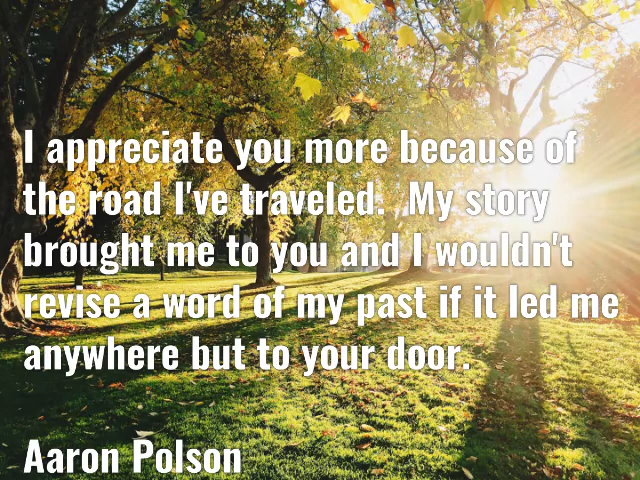 I appreciate you more because of
the road I've traveled.  My story
brought me to you and I wouldn't
revise a word of my past if it led me
anywhere but to your door.
Aaron Polson